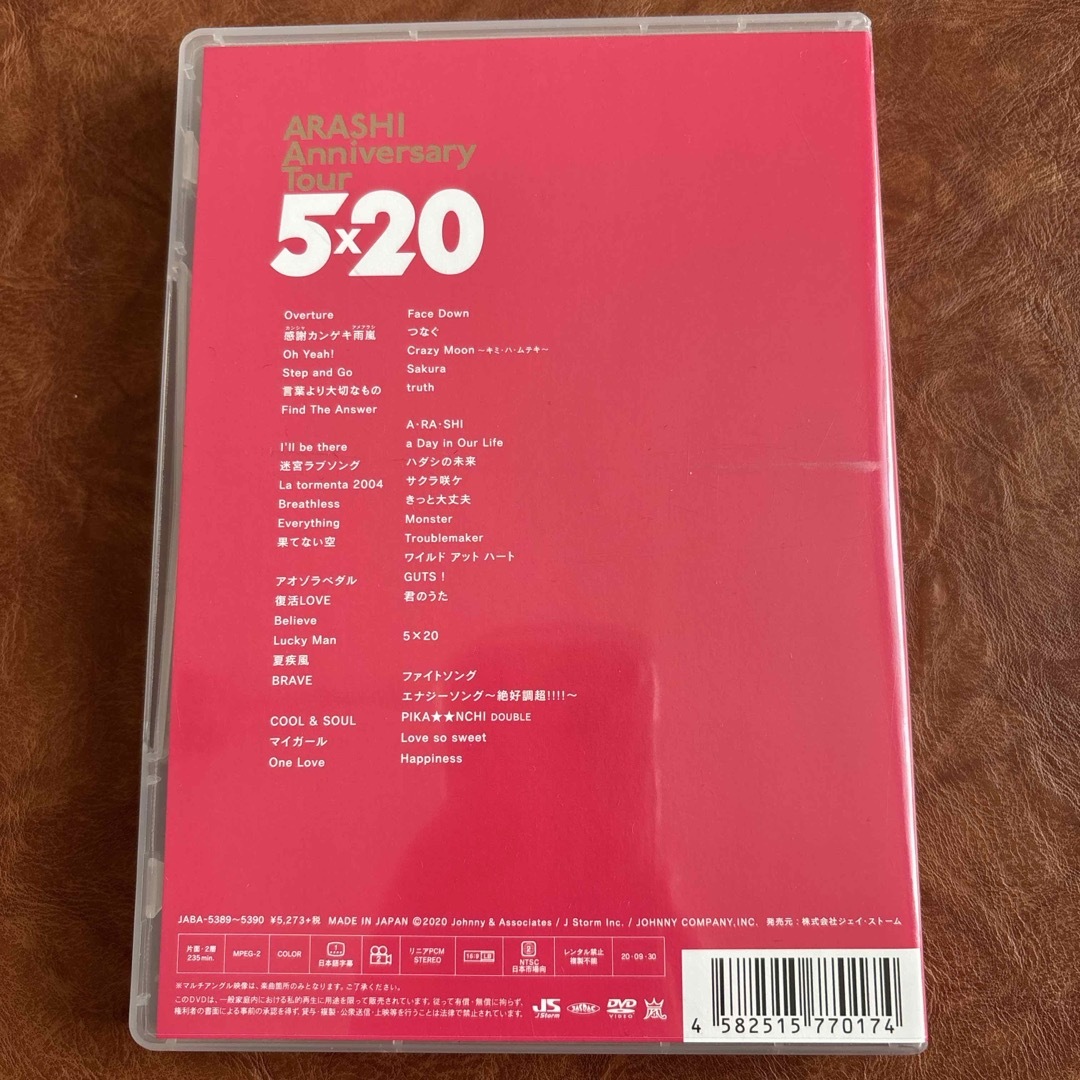 ARASHI
Anniversary
Tour
5×20
Overture
カンシャ アメアラシ
感謝カンゲキ雨嵐
Oh Yeah!
Step and Go
言葉より大切なもの
Find The Answer
I'll be there
迷宮ラブソング
La tormenta 2004
Breathless
Everything
果てない空
アオゾラペダル
復活LOVE
Believe
Lucky Man
夏疾風
BRAVE
COOL & SOUL
マイガール
One Love
Face Down
つなぐ
Crazy Moon ～キミ・ハ・ムテキ～
Sakura
truth
A・RA・SHI
a Day in Our Life
ハダシの未来
サクラ咲ケ
きっと大丈夫
Monster
Troublemaker
ワイルド アット ハート
GUTS !
君のうた
5×20
ファイトソング
エナジーソング～絶好調超!!!!～
PIKA★★NCHI DOUBLE
Love so sweet
Happiness
JABA-5389～5390 ¥5,273+税 MADE IN JAPAN ©2020 Johnny & Associates / J Storm Inc. / JOHNNY COMPANY,INC. 発売元：株式会社ジェイ・ストーム
片面・2層
235min.
MPEG-2
COLOR
1
日本語字幕
2
リニアPCM
STEREO
16:9 LB
2
NTSC
日本市場向
レンタル禁止
複製不能
20・09・30
※マルチアングル映像は、楽曲箇所のみとなります。ご了承ください。
このDVDは、一般家庭内における私的再生に用途を限って販売されています。従って有償・無償に拘らず、
権利者の書面による事前の承認を得ず、貸与・複製・公衆送信・上映等を行うことは法律で禁止されています。
JS
J Storm
JASRAC
DVD
VIDEO
嵐
4 582515 770174